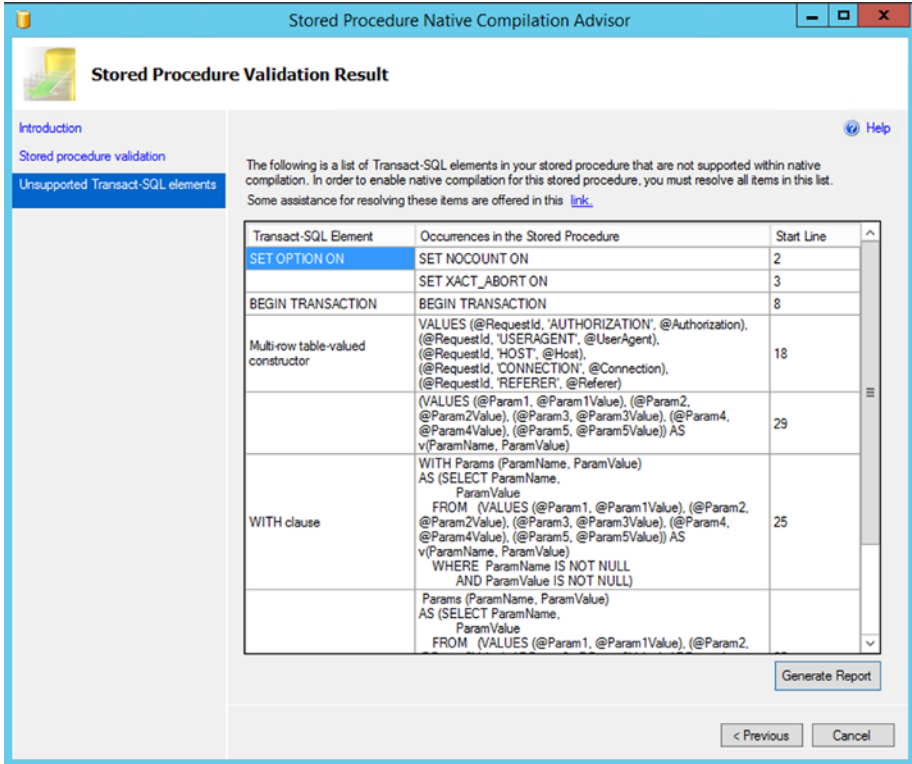 Stored Procedure Native Compilation Advisor
Stored Procedure Validation Result
Introduction
Stored procedure validation
Unsupported Transact-SQL elements
Help
The following is a list of Transact-SQL elements in your stored procedure that are not supported within native
compilation. In order to enable native compilation for this stored procedure, you must resolve all items in this list.
Some assistance for resolving these items are offered in this link.
Transact-SQL Element Occurrences in the Stored Procedure Start Line
SET OPTION ON SET NOCOUNT ON 2
SET XACT_ABORT ON 3
BEGIN TRANSACTION BEGIN TRANSACTION 8
Multi-row table-valued
constructor
VALUES (@RequestId, 'AUTHORIZATION', @Authorization),
(@RequestId, 'USERAGENT', @UserAgent),
(@RequestId, 'HOST', @Host),
(@RequestId, 'CONNECTION', @Connection),
(@RequestId, 'REFERER', @Referer)
18
(VALUES (@Param1, @Param1Value), (@Param2,
@Param2Value), (@Param3, @Param3Value), (@Param4,
@Param4Value), (@Param5, @Param5Value)) AS
v(ParamName, ParamValue)
29
WITH clause
WITH Params (ParamName, ParamValue)
AS (SELECT ParamName,
ParamValue
FROM (VALUES (@Param1, @Param1Value), (@Param2,
@Param2Value), (@Param3, @Param3Value), (@Param4,
@Param4Value), (@Param5, @Param5Value)) AS
v(ParamName, ParamValue)
WHERE ParamName IS NOT NULL
AND ParamValue IS NOT NULL)
25
Params (ParamName, ParamValue)
AS (SELECT ParamName,
ParamValue
FROM (VALUES (@Param1, @Param1Value), (@Param2,
Generate Report
< Previous
Cancel